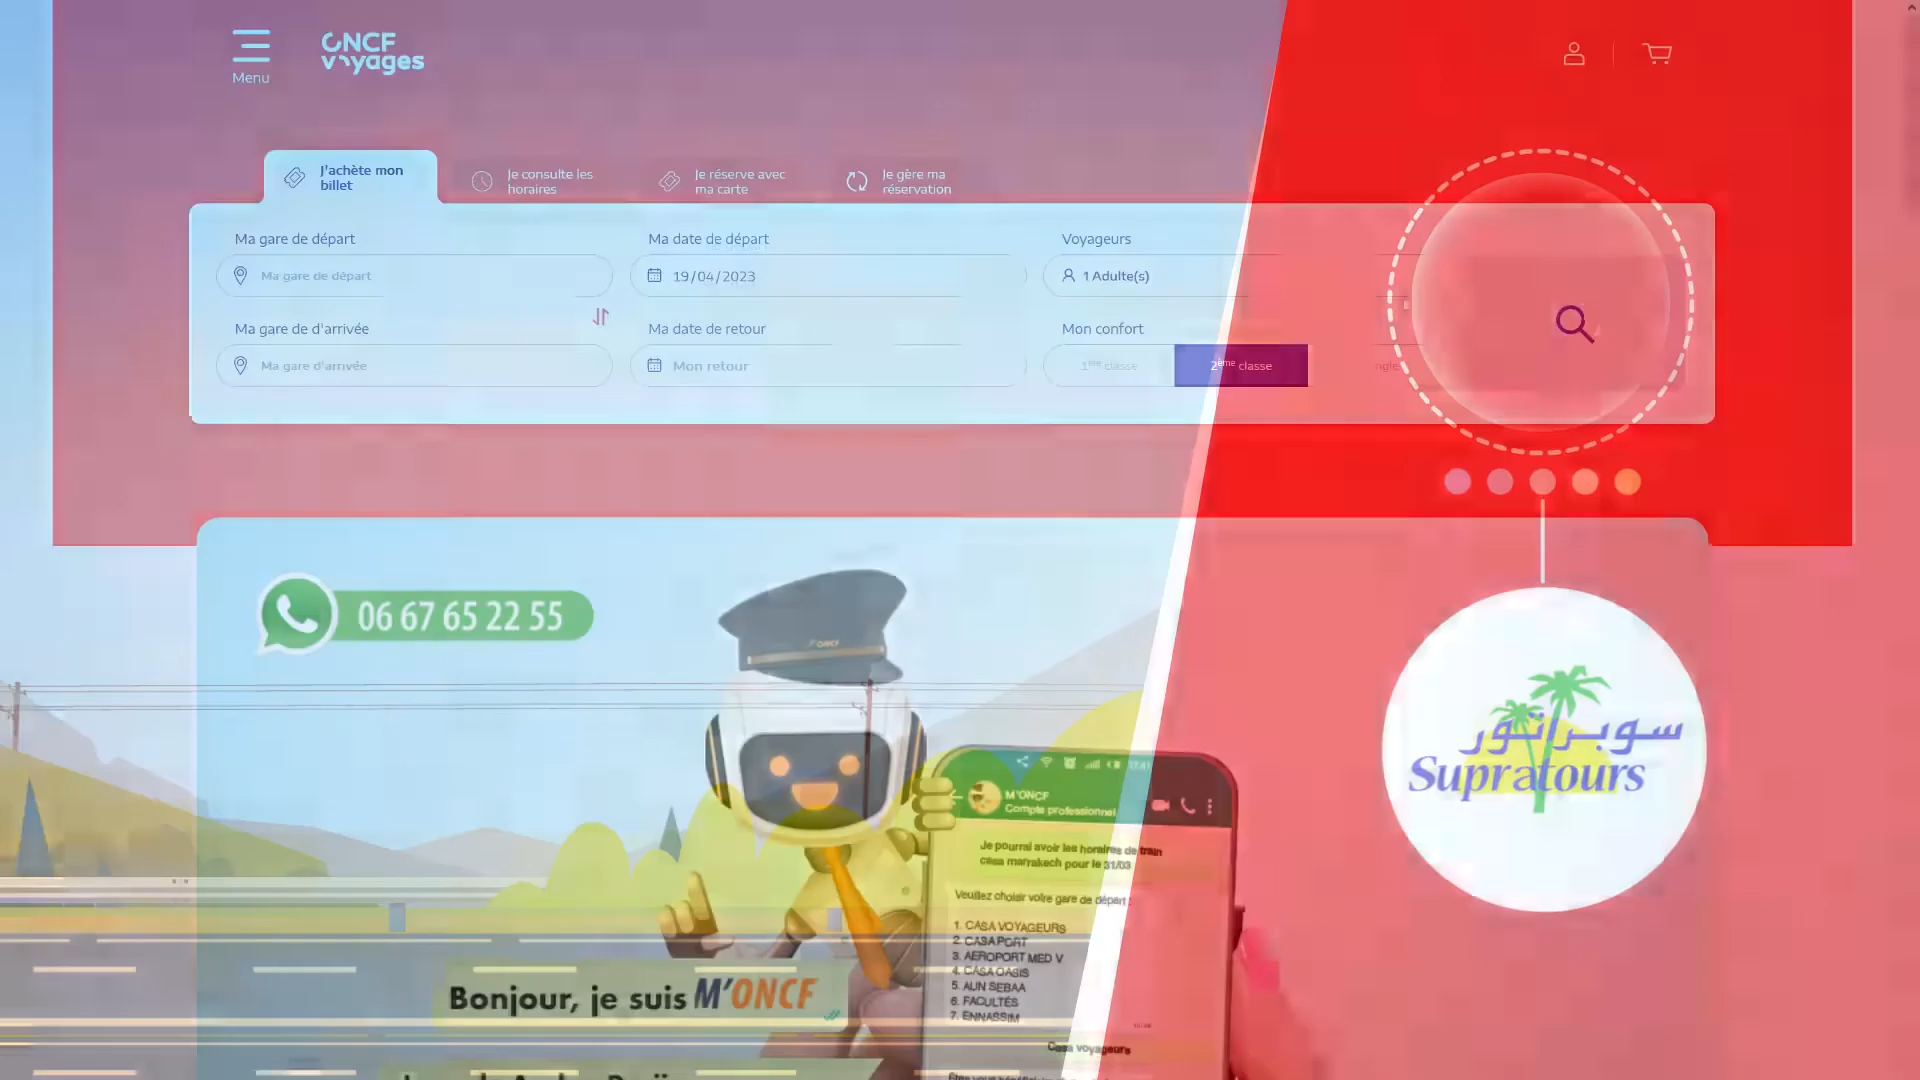 Menu
ONCF
voyages
J'achète mon
billet
Je consulte les
horaires
Je réserve avec
ma carte
Je gère ma
réservation
Ma gare de départ
Ma date de départ
Voyageurs
Ma gare de départ
19/04/2023
1 Adulte(s)
Ma gare de d'arrivée
Ma date de retour
Mon confort
Ma gare d'arrivée
Mon retour
1ère classe
2ème classe
06 67 65 22 55
ONCF
سوبراتور
Supratours
M'ONCF
Compte professionnel
Je pourrai avoir les horaires de train
casa marrakech pour le 31/03
Veuillez choisir votre gare de départ :
1. CASA VOYAGEURS
2. CASA PORT
3. AEROPORT MED V
4. CASA OASIS
5. AIN SEBAA
6. FACULTÉS
7. ENNASSIM
Bonjour, je suis M'ONCF
Casa voyageurs